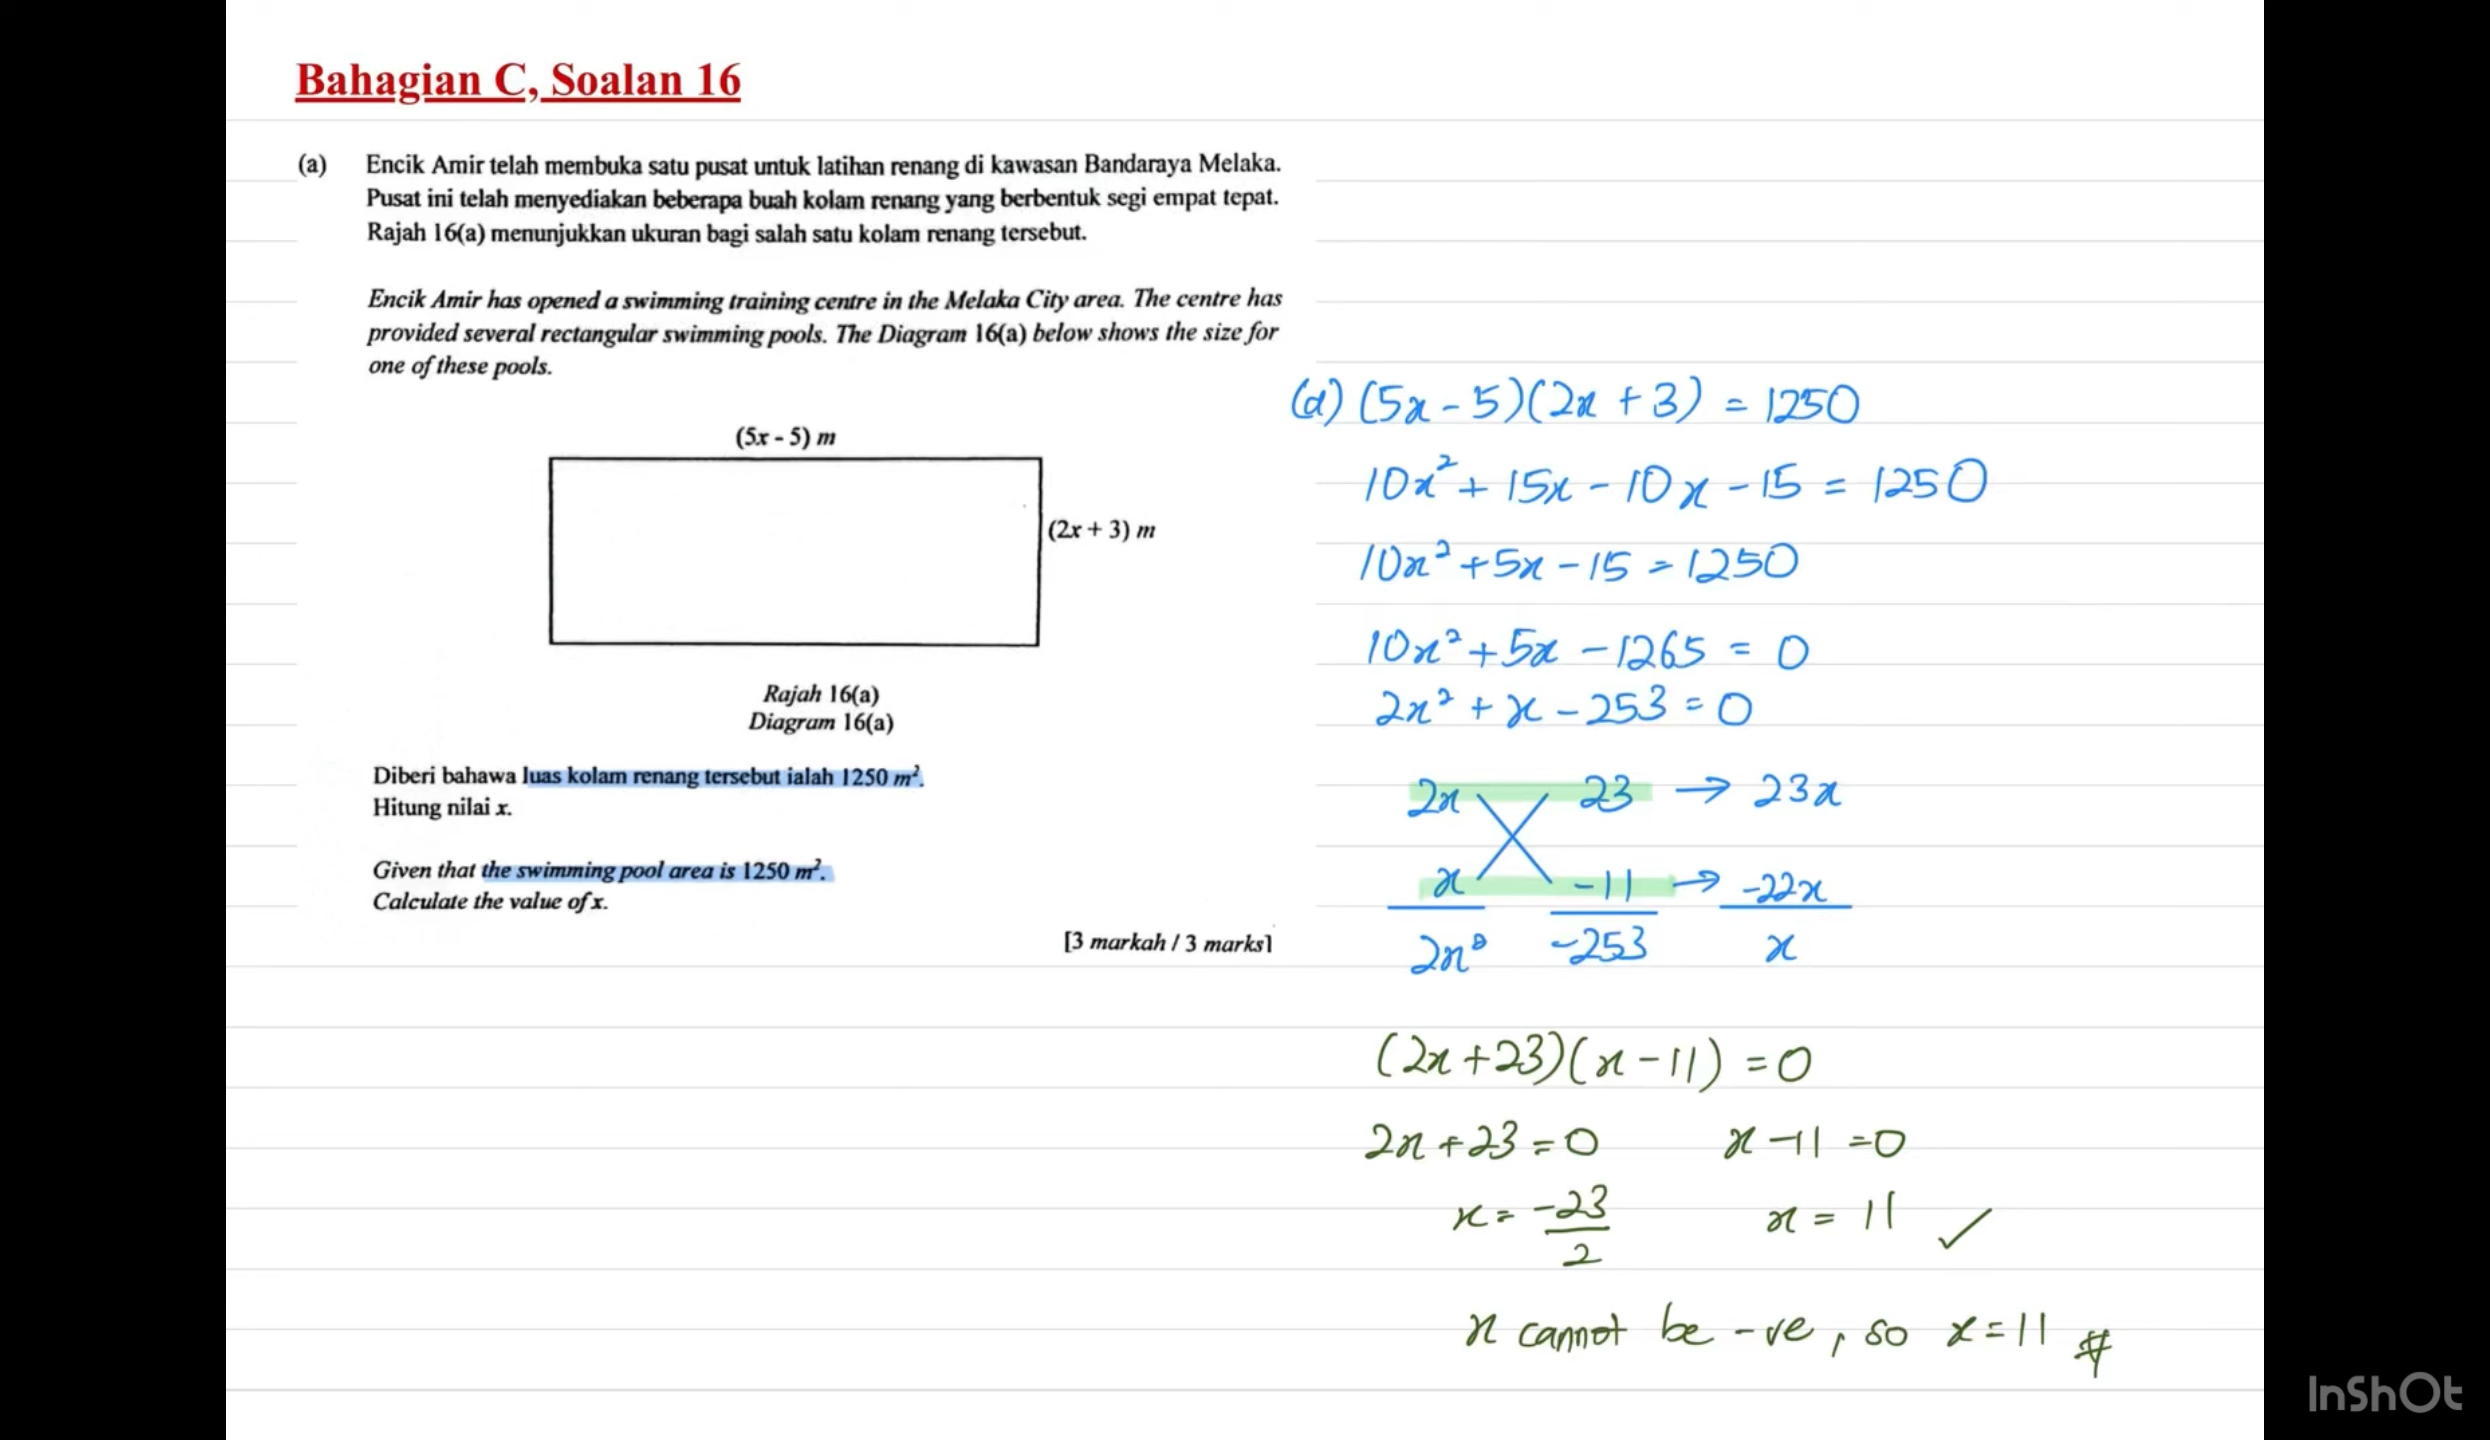 Bahagian C, Soalan 16
(a) Encik Amir telah membuka satu pusat untuk latihan renang di kawasan Bandaraya Melaka.
Pusat ini telah menyediakan beberapa buah kolam renang yang berbentuk segi empat tepat.
Rajah 16(a) menunjukkan ukuran bagi salah satu kolam renang tersebut.
Encik Amir has opened a swimming training centre in the Melaka City area. The centre has
provided several rectangular swimming pools. The Diagram 16(a) below shows the size for
one of these pools.
(5x - 5) m
(2x + 3) m
Rajah 16(a)
Diagram 16(a)
Diberi bahawa luas kolam renang tersebut ialah 1250 m².
Hitung nilai x.
Given that the swimming pool area is 1250 m².
Calculate the value of x.
[3 markah / 3 marks]
(a) (5x - 5)(2x + 3) = 1250
10x² + 15x - 10x - 15 = 1250
10x² + 5x - 15 = 1250
10x² + 5x - 1265 = 0
2x² + x - 253 = 0
2x 23 → 23x
x -11 → -22x
2x² -253 x
(2x + 23)(x - 11) = 0
2x + 23 = 0 x - 11 = 0
x = -23/2 x = 11 ✓
x cannot be -ve, so x = 11 #
InShOt